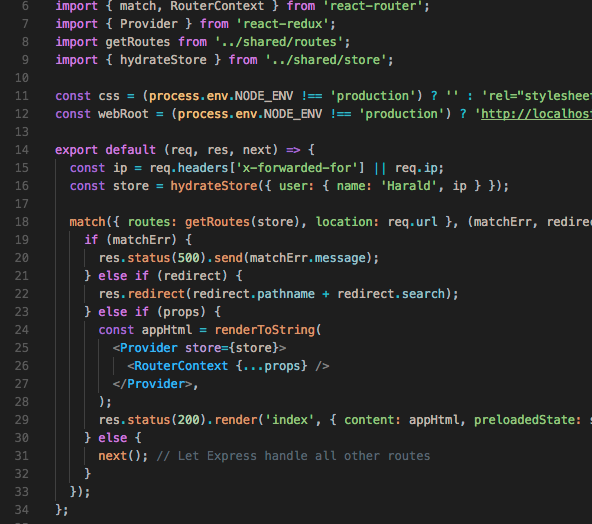 6 import { match, RouterContext } from 'react-router';
7 import { Provider } from 'react-redux';
8 import getRoutes from '../shared/routes';
9 import { hydrateStore } from '../shared/store';
10
11 const css = (process.env.NODE_ENV !== 'production') ? '' : 'rel="stylesheet
12 const webRoot = (process.env.NODE_ENV !== 'production') ? 'http://localhos
13
14 export default (req, res, next) => {
15 const ip = req.headers['x-forwarded-for'] || req.ip;
16 const store = hydrateStore({ user: { name: 'Harald', ip } });
17
18 match({ routes: getRoutes(store), location: req.url }, (matchErr, redire
19 if (matchErr) {
20 res.status(500).send(matchErr.message);
21 } else if (redirect) {
22 res.redirect(redirect.pathname + redirect.search);
23 } else if (props) {
24 const appHtml = renderToString(
25 <Provider store={store}>
26 <RouterContext {...props} />
27 </Provider>,
28 );
29 res.status(200).render('index', { content: appHtml, preloadedState: s
30 } else {
31 next(); // Let Express handle all other routes
32 }
33 });
34 };